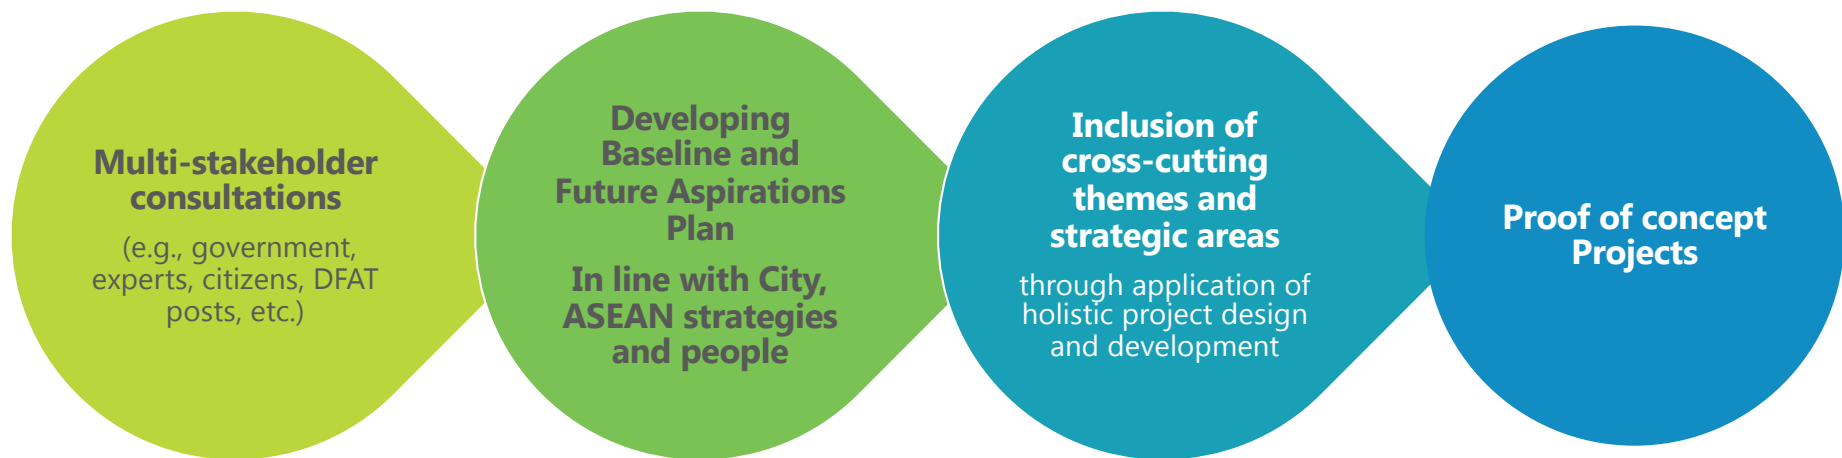 Multi-stakeholder
consultations
(e.g., government,
experts, citizens, DFAT
posts, etc.)
Developing
Baseline and
Future Aspirations
Plan
In line with City,
ASEAN strategies
and people
Inclusion of
cross-cutting
themes and
strategic areas
through application of
holistic project design
and development
Proof of concept
Projects